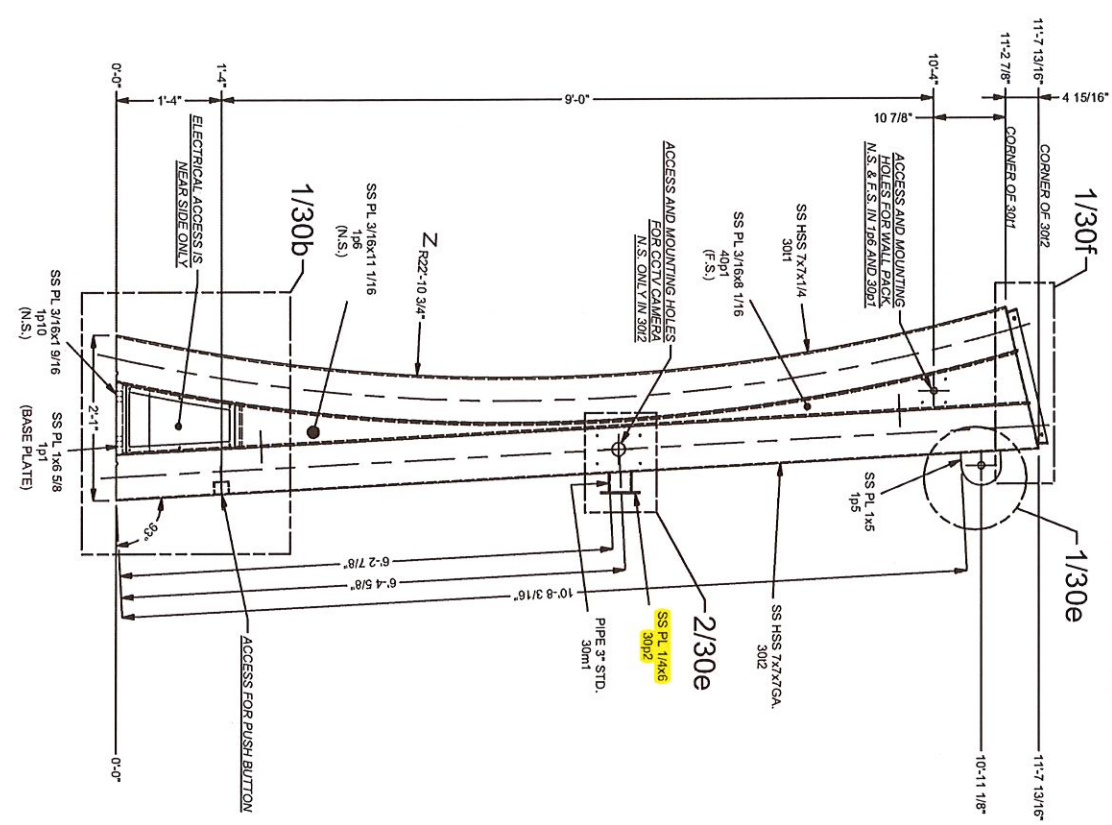 11'-7 13/16"
11'-2 7/8"
10'-4"
1'-4"
0'-0"
4 15/16"
10 7/8"
9'-0"
1'-4"
CORNER OF 30t2
CORNER OF 30t1
1/30f
ACCESS AND MOUNTING
HOLES FOR WALL PACK.
N.S. & F.S. IN 1p6 AND 30p1
SS HSS 7x7x1/4
30t1
SS PL 3/16x8 1/16
40p1
(F.S.)
ACCESS AND MOUNTING HOLES
FOR CCTV CAMERA
N.S. ONLY IN 30t2
Z R22'-10 3/4"
SS PL 3/16x11 1/16
1p6
(N.S.)
1/30b
ELECTRICAL ACCESS IS
NEAR SIDE ONLY
SS PL 3/16x1 9/16
1p10
(N.S.)
SS PL 1x6 5/8
1p1
(BASE PLATE)
2'-1"
93°
6'-2 7/8"
6'-4 5/8"
10'-8 3/16"
ACCESS FOR PUSH BUTTON
PIPE 3" STD.
30m1
SS PL 1/4x6
30p2
2/30e
SS HSS 7x7x7GA.
30t2
SS PL 1x5
1p5
1/30e
0'-0"
10'-11 1/8"
11'-7 13/16"